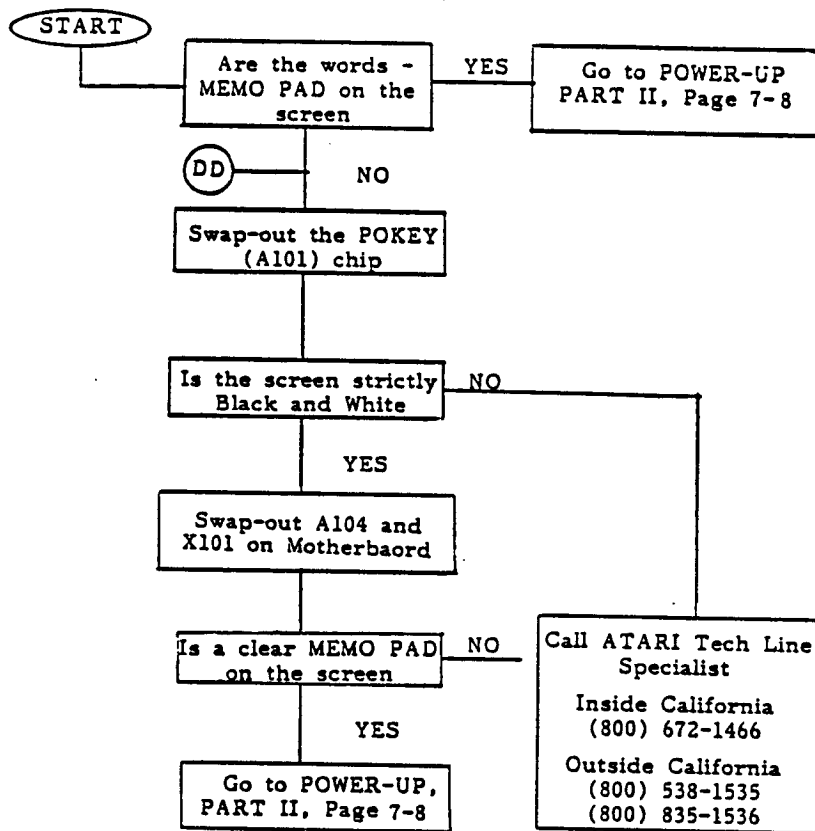 START
Are the words -
MEMO PAD on the
screen
YES
Go to POWER-UP
PART II, Page 7-8
DD
NO
Swap-out the POKEY
(A101) chip
Is the screen strictly
Black and White
NO
YES
Swap-out A104 and
X101 on Motherbaord
Is a clear MEMO PAD
on the screen
NO
YES
Go to POWER-UP,
PART II, Page 7-8
Call ATARI Tech Line
Specialist
Inside California
(800) 672-1466
Outside California
(800) 538-1535
(800) 835-1536